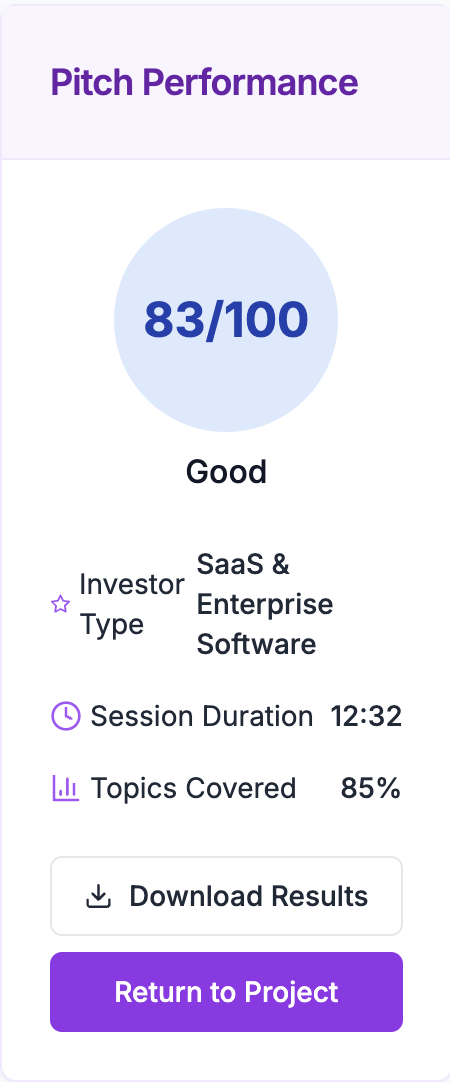 Pitch Performance
83/100
Good
Investor Type
SaaS &
Enterprise
Software
Session Duration 12:32
Topics Covered 85%
Download Results
Return to Project